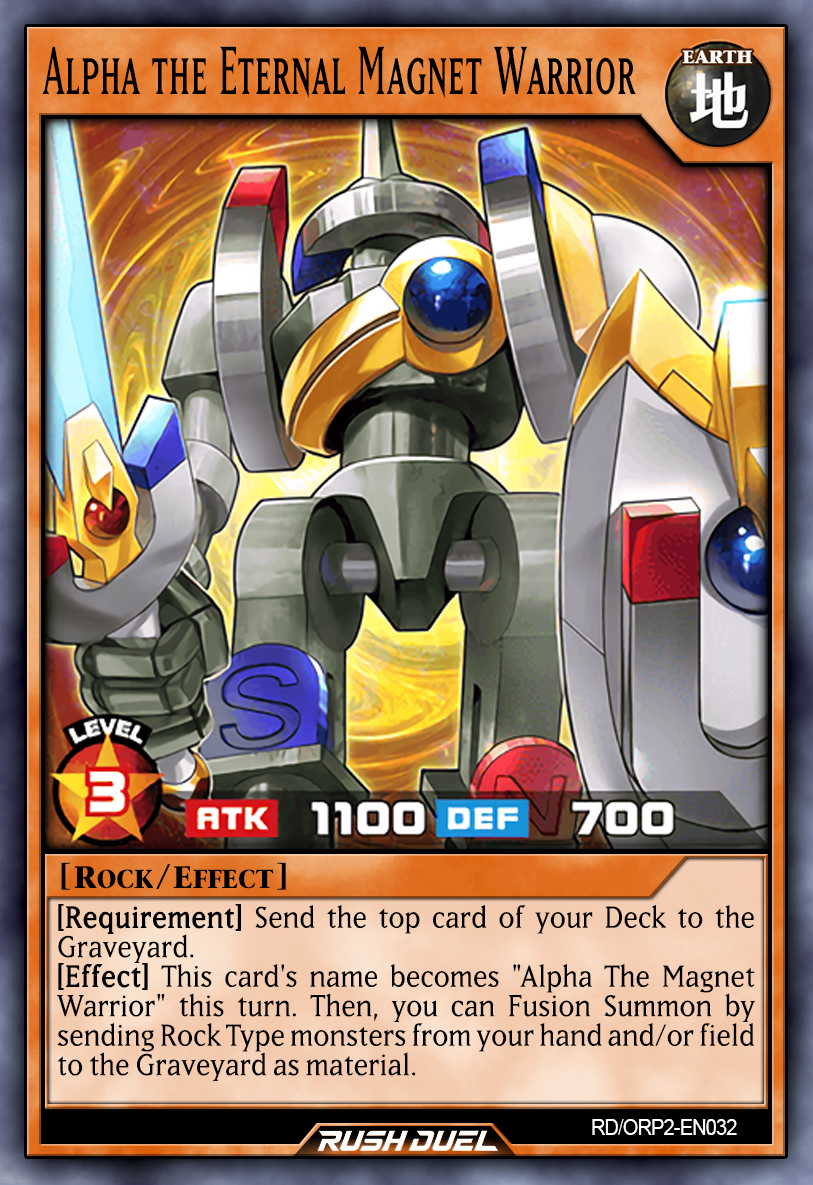 Alpha the Eternal Magnet Warrior
EARTH
地
S
N
LEVEL
3
ATK 1100 DEF 700
[Rock/Effect]
[Requirement] Send the top card of your Deck to the
Graveyard.
[Effect] This card's name becomes "Alpha The Magnet
Warrior" this turn. Then, you can Fusion Summon by
sending Rock Type monsters from your hand and/or field
to the Graveyard as material.
RD/ORP2-EN032
RUSH DUEL